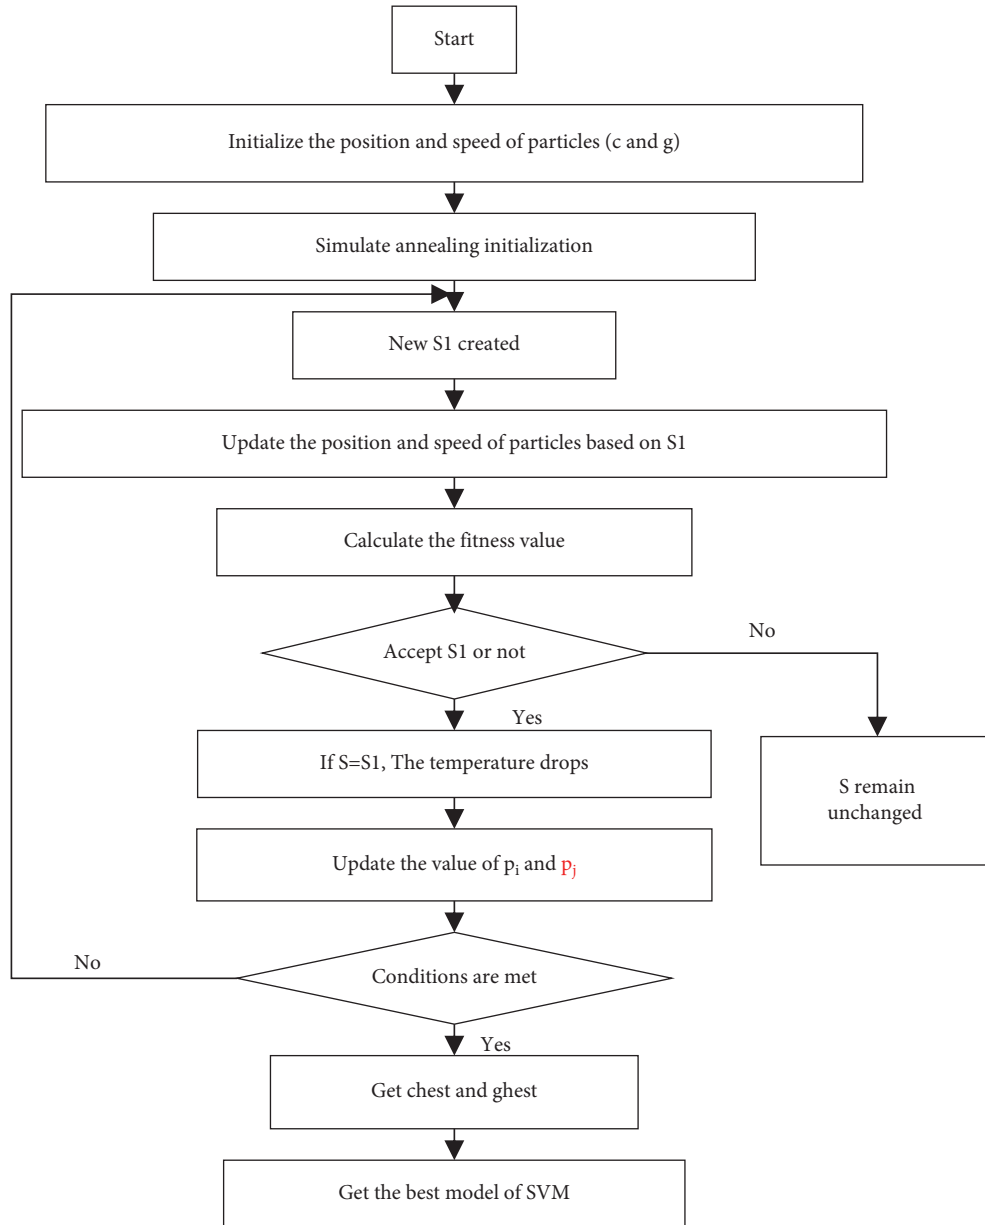 Start
Initialize the position and speed of particles (c and g)
Simulate annealing initialization
New S1 created
Update the position and speed of particles based on S1
Calculate the fitness value
Accept S1 or not
No
Yes
If S=S1, The temperature drops
S remain
unchanged
Update the value of pi and pj
No
Conditions are met
Yes
Get chest and ghest
Get the best model of SVM